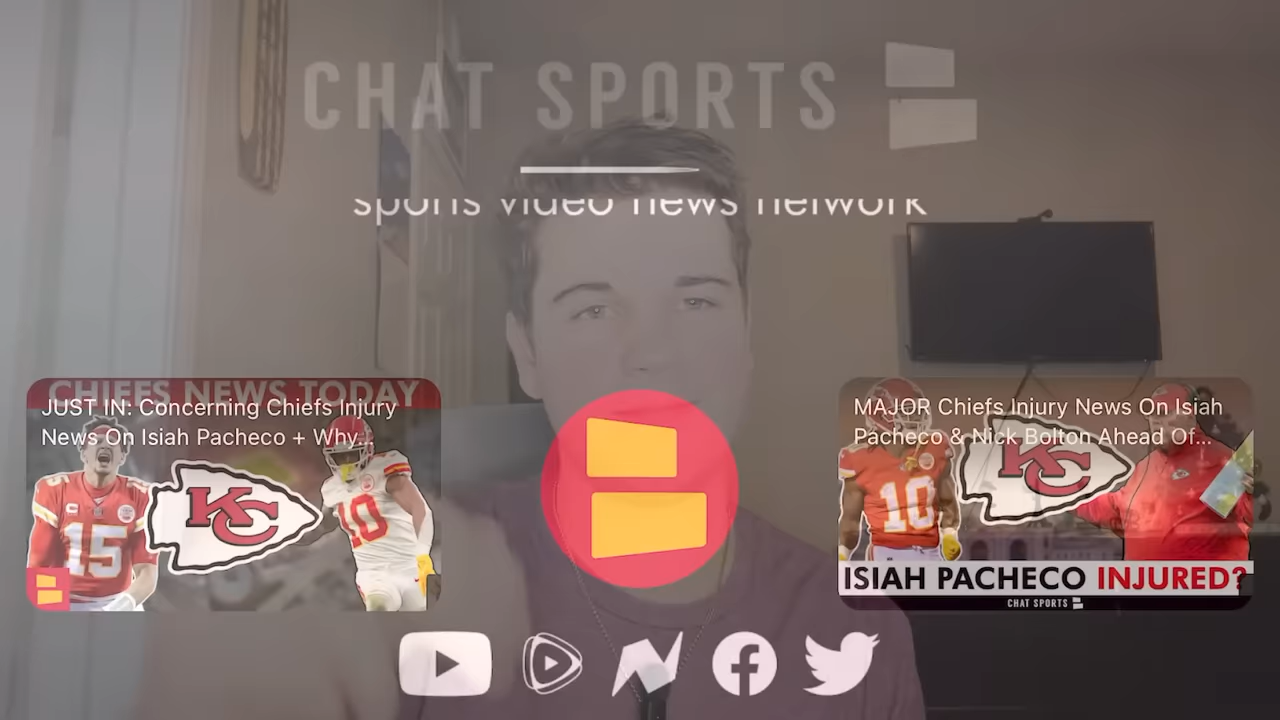 CHAT SPORTS
sports video news network
CHIEFS NEWS TODAY
JUST IN: Concerning Chiefs Injury
News On Isiah Pacheco + Why...
KC
15
10
MAJOR Chiefs Injury News On Isiah
Pacheco & Nick Bolton Ahead Of...
KC
10
ISIAH PACHECO INJURED?
CHAT SPORTS